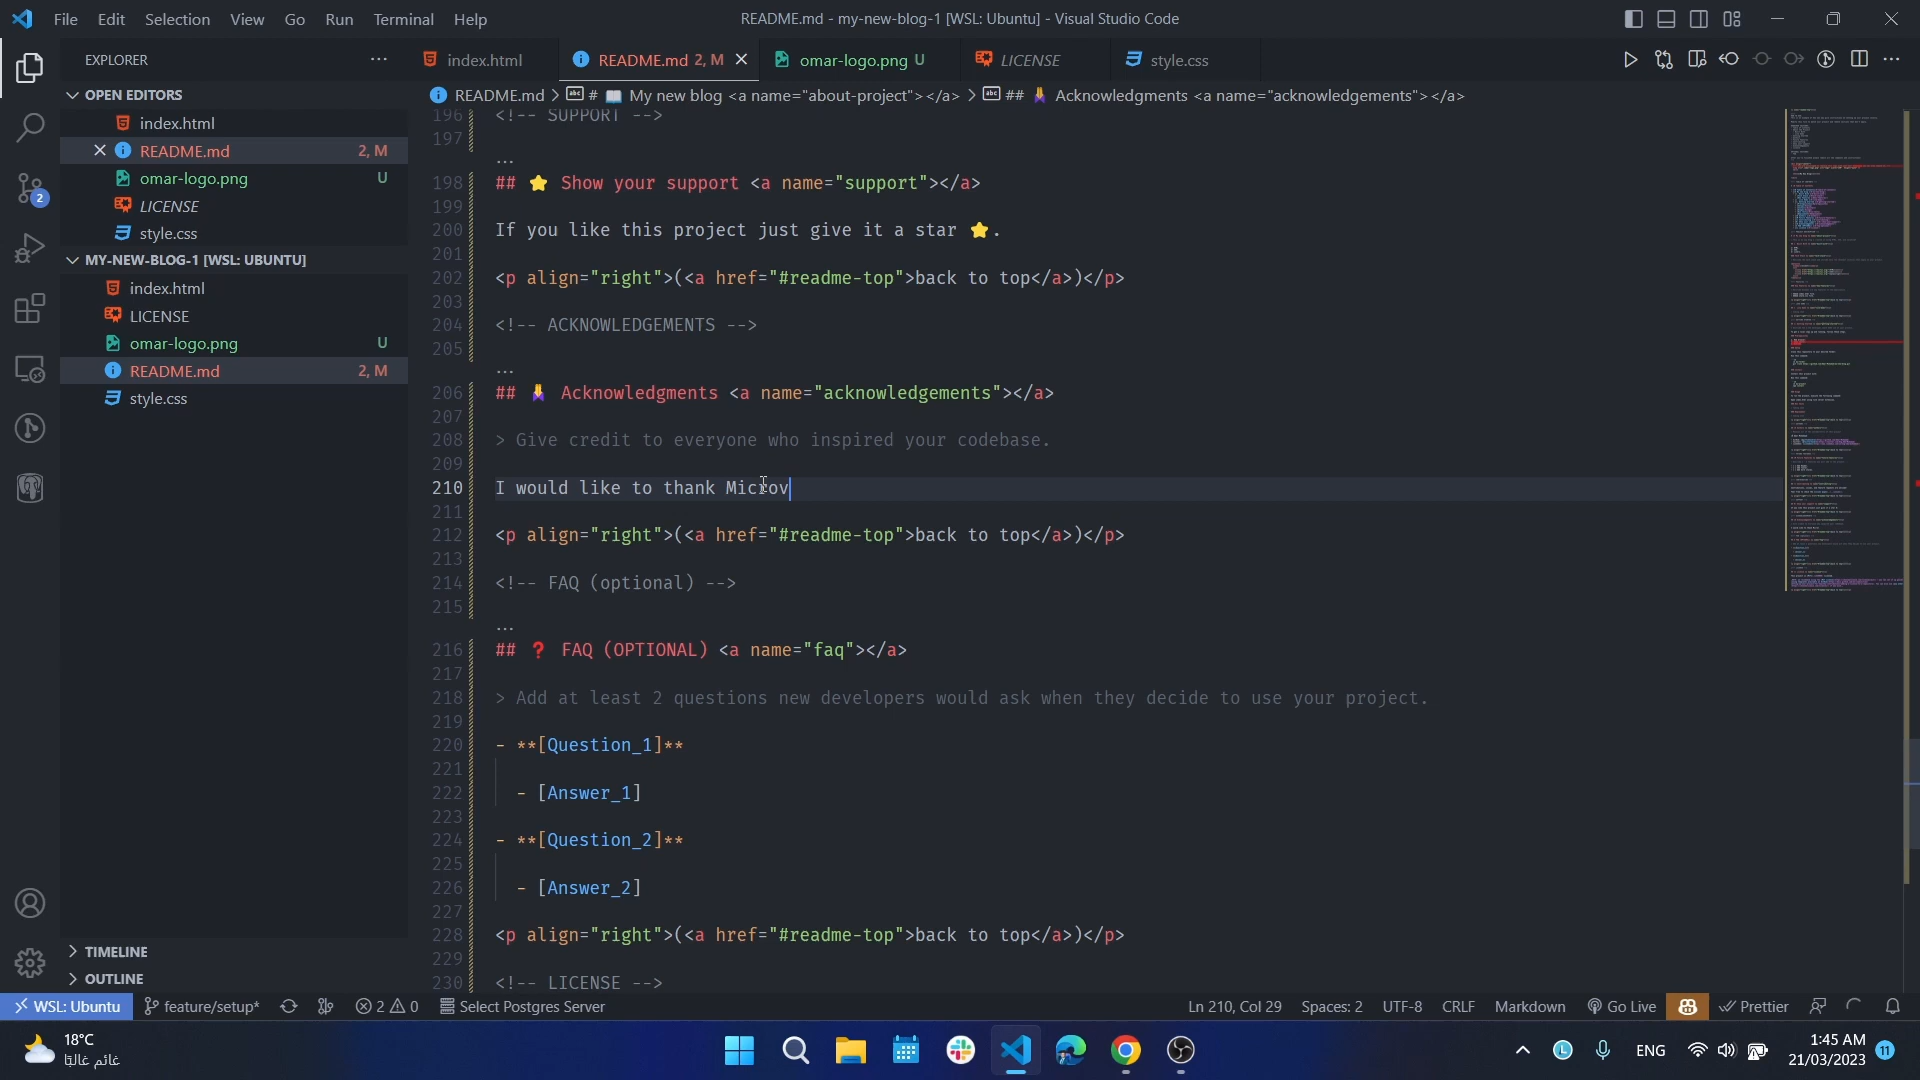 File Edit Selection View Go Run Terminal Help
README.md - my-new-blog-1 [WSL: Ubuntu] - Visual Studio Code
EXPLORER
index.html
README.md 2, M
omar-logo.png U
LICENSE
style.css
OPEN EDITORS
index.html
README.md 2, M
omar-logo.png U
LICENSE
style.css
MY-NEW-BLOG-1 [WSL: UBUNTU]
index.html
LICENSE
omar-logo.png U
README.md 2, M
style.css
TIMELINE
OUTLINE
2
README.md > # 📖 My new blog <a name="about-project"></a> > ## Acknowledgments <a name="acknowledgements"></a>
196 <!-- SUPPORT -->
197
...
198 ## ⭐ Show your support <a name="support"></a>
199
200 If you like this project just give it a star ⭐.
201
202 <p align="right">(<a href="#readme-top">back to top</a>)</p>
203
204 <!-- ACKNOWLEDGEMENTS -->
205
...
206 ## Acknowledgments <a name="acknowledgements"></a>
207
208 > Give credit to everyone who inspired your codebase.
209
210 I would like to thank Microv
211
212 <p align="right">(<a href="#readme-top">back to top</a>)</p>
213
214 <!-- FAQ (optional) -->
215
...
216 ## ❓ FAQ (OPTIONAL) <a name="faq"></a>
217
218 > Add at least 2 questions new developers would ask when they decide to use your project.
219
220 - **[Question_1]**
221
222 - [Answer_1]
223
224 - **[Question_2]**
225
226 - [Answer_2]
227
228 <p align="right">(<a href="#readme-top">back to top</a>)</p>
229
230 <!-- LICENSE -->
WSL: Ubuntu feature/setup* 2 0 Select Postgres Server
Ln 210, Col 29 Spaces: 2 UTF-8 CRLF Markdown Go Live Prettier
18°C
غائم غالبًا
L
ENG
1:45 AM
21/03/2023
11